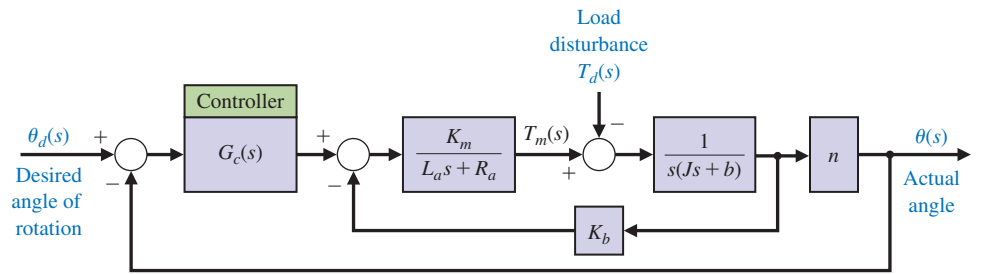 Load
disturbance
T_d(s)
Controller
θ_d(s)
+
−
Desired
angle of
rotation
G_c(s)
+
−
K_m
L_a s + R_a
T_m(s)
+
−
1
s(Js + b)
n
θ(s)
Actual
angle
K_b